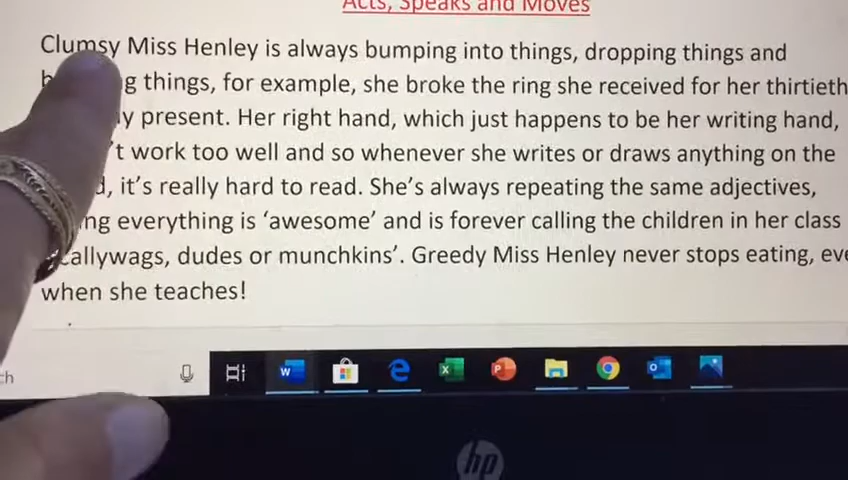 Acts, Speaks and Moves
Clumsy Miss Henley is always bumping into things, dropping things and
things, for example, she broke the ring she received for her thirtieth
present. Her right hand, which just happens to be her writing hand,
work too well and so whenever she writes or draws anything on the
it’s really hard to read. She’s always repeating the same adjectives,
everything is ‘awesome’ and is forever calling the children in her class
dudes or munchkins’. Greedy Miss Henley never stops eating,
when she teaches!
hp